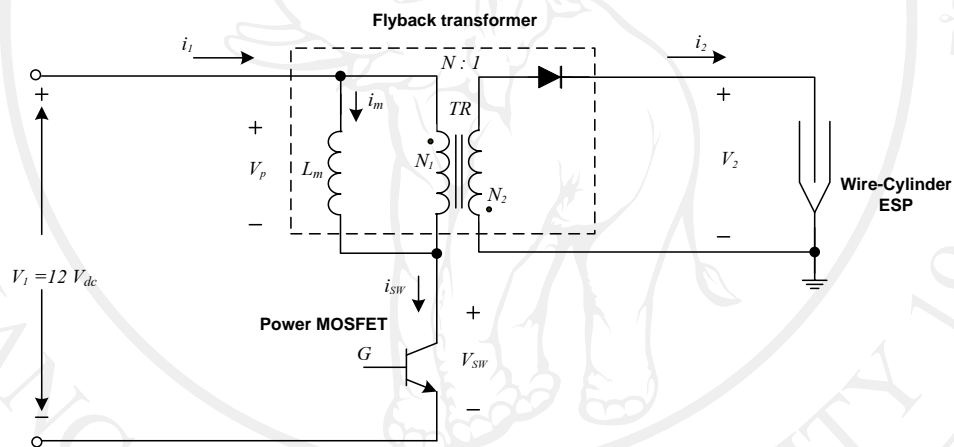 Flyback transformer
i1
N : 1
i2
+
im
TR
+
+
Vp
Lm
N1
N2
V2
Wire-Cylinder
ESP
-
-
V1 =12 Vdc
iSW
+
Power MOSFET
G
VSW
-
-